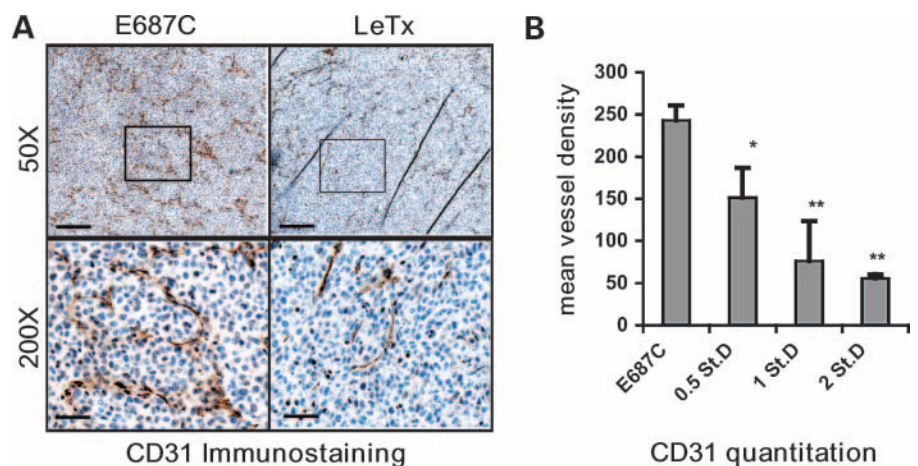 A
E687C
LeTx
50X
200X
CD31 Immunostaining
B
mean vessel density
300
250
200
150
100
50
0
*
**
**
E687C
0.5 St.D
1 St.D
2 St.D
CD31 quantitation